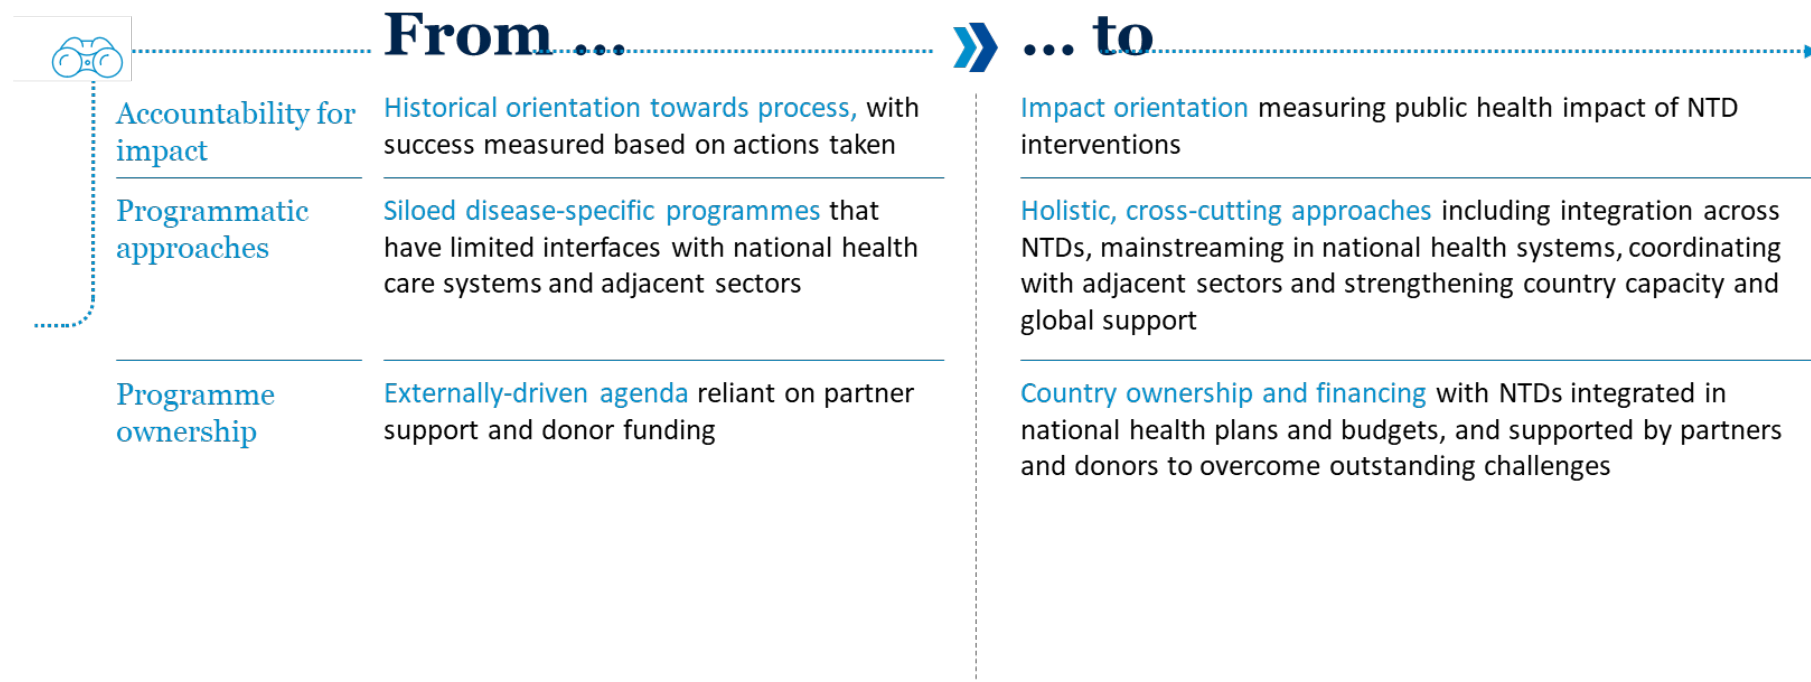 From ...
... to
Accountability for
impact
Historical orientation towards process, with
success measured based on actions taken
Impact orientation measuring public health impact of NTD
interventions
Programmatic
approaches
Siloed disease-specific programmes that
have limited interfaces with national health
care systems and adjacent sectors
Holistic, cross-cutting approaches including integration across
NTDs, mainstreaming in national health systems, coordinating
with adjacent sectors and strengthening country capacity and
global support
Programme
ownership
Externally-driven agenda reliant on partner
support and donor funding
Country ownership and financing with NTDs integrated in
national health plans and budgets, and supported by partners
and donors to overcome outstanding challenges